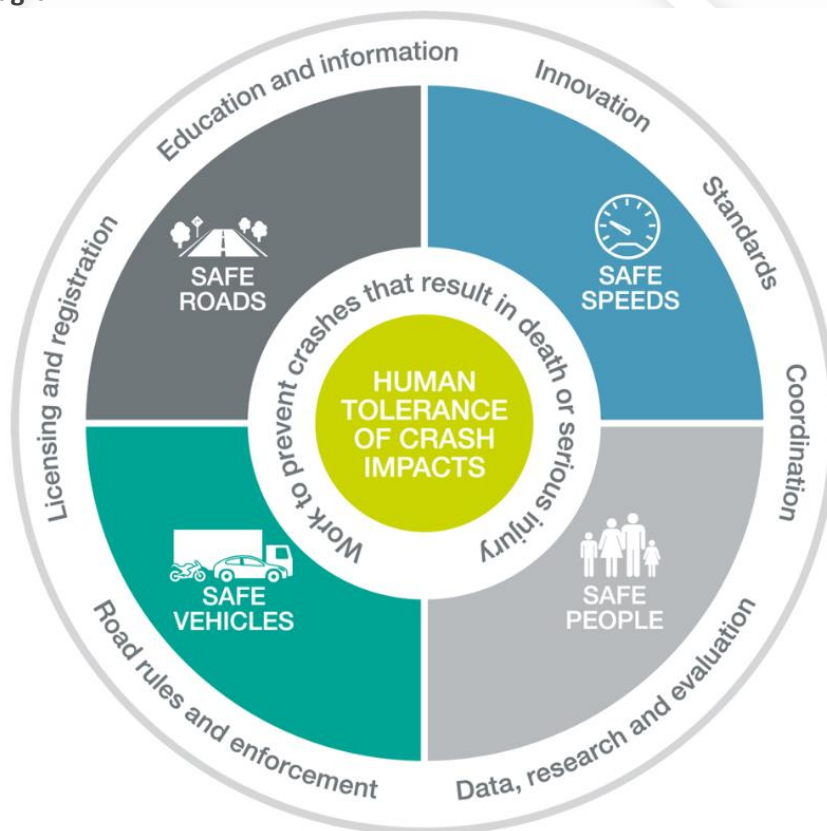 Education and information
Innovation
Standards
Coordination
Data, research and evaluation
Road rules and enforcement
Licensing and registration
SAFE
ROADS
SAFE
SPEEDS
SAFE
PEOPLE
SAFE
VEHICLES
Work to prevent crashes that result in death or serious injury
HUMAN
TOLERANCE
OF CRASH
IMPACTS